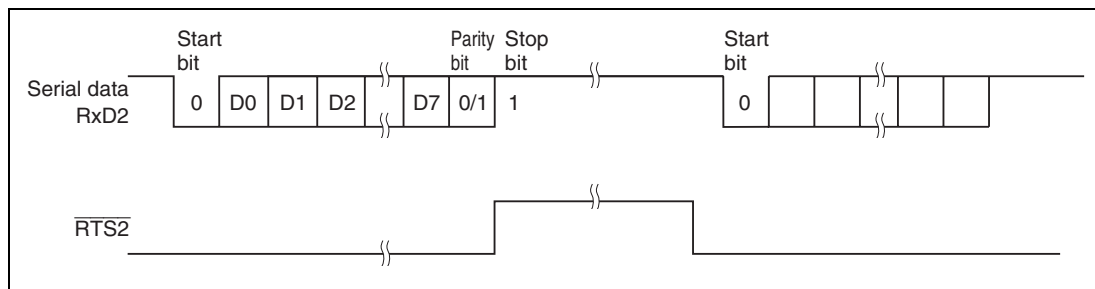 Start bit
Parity bit
Stop bit
Start bit
Serial data RxD2
0 D0 D1 D2 D7 0/1 1 0
RTS2